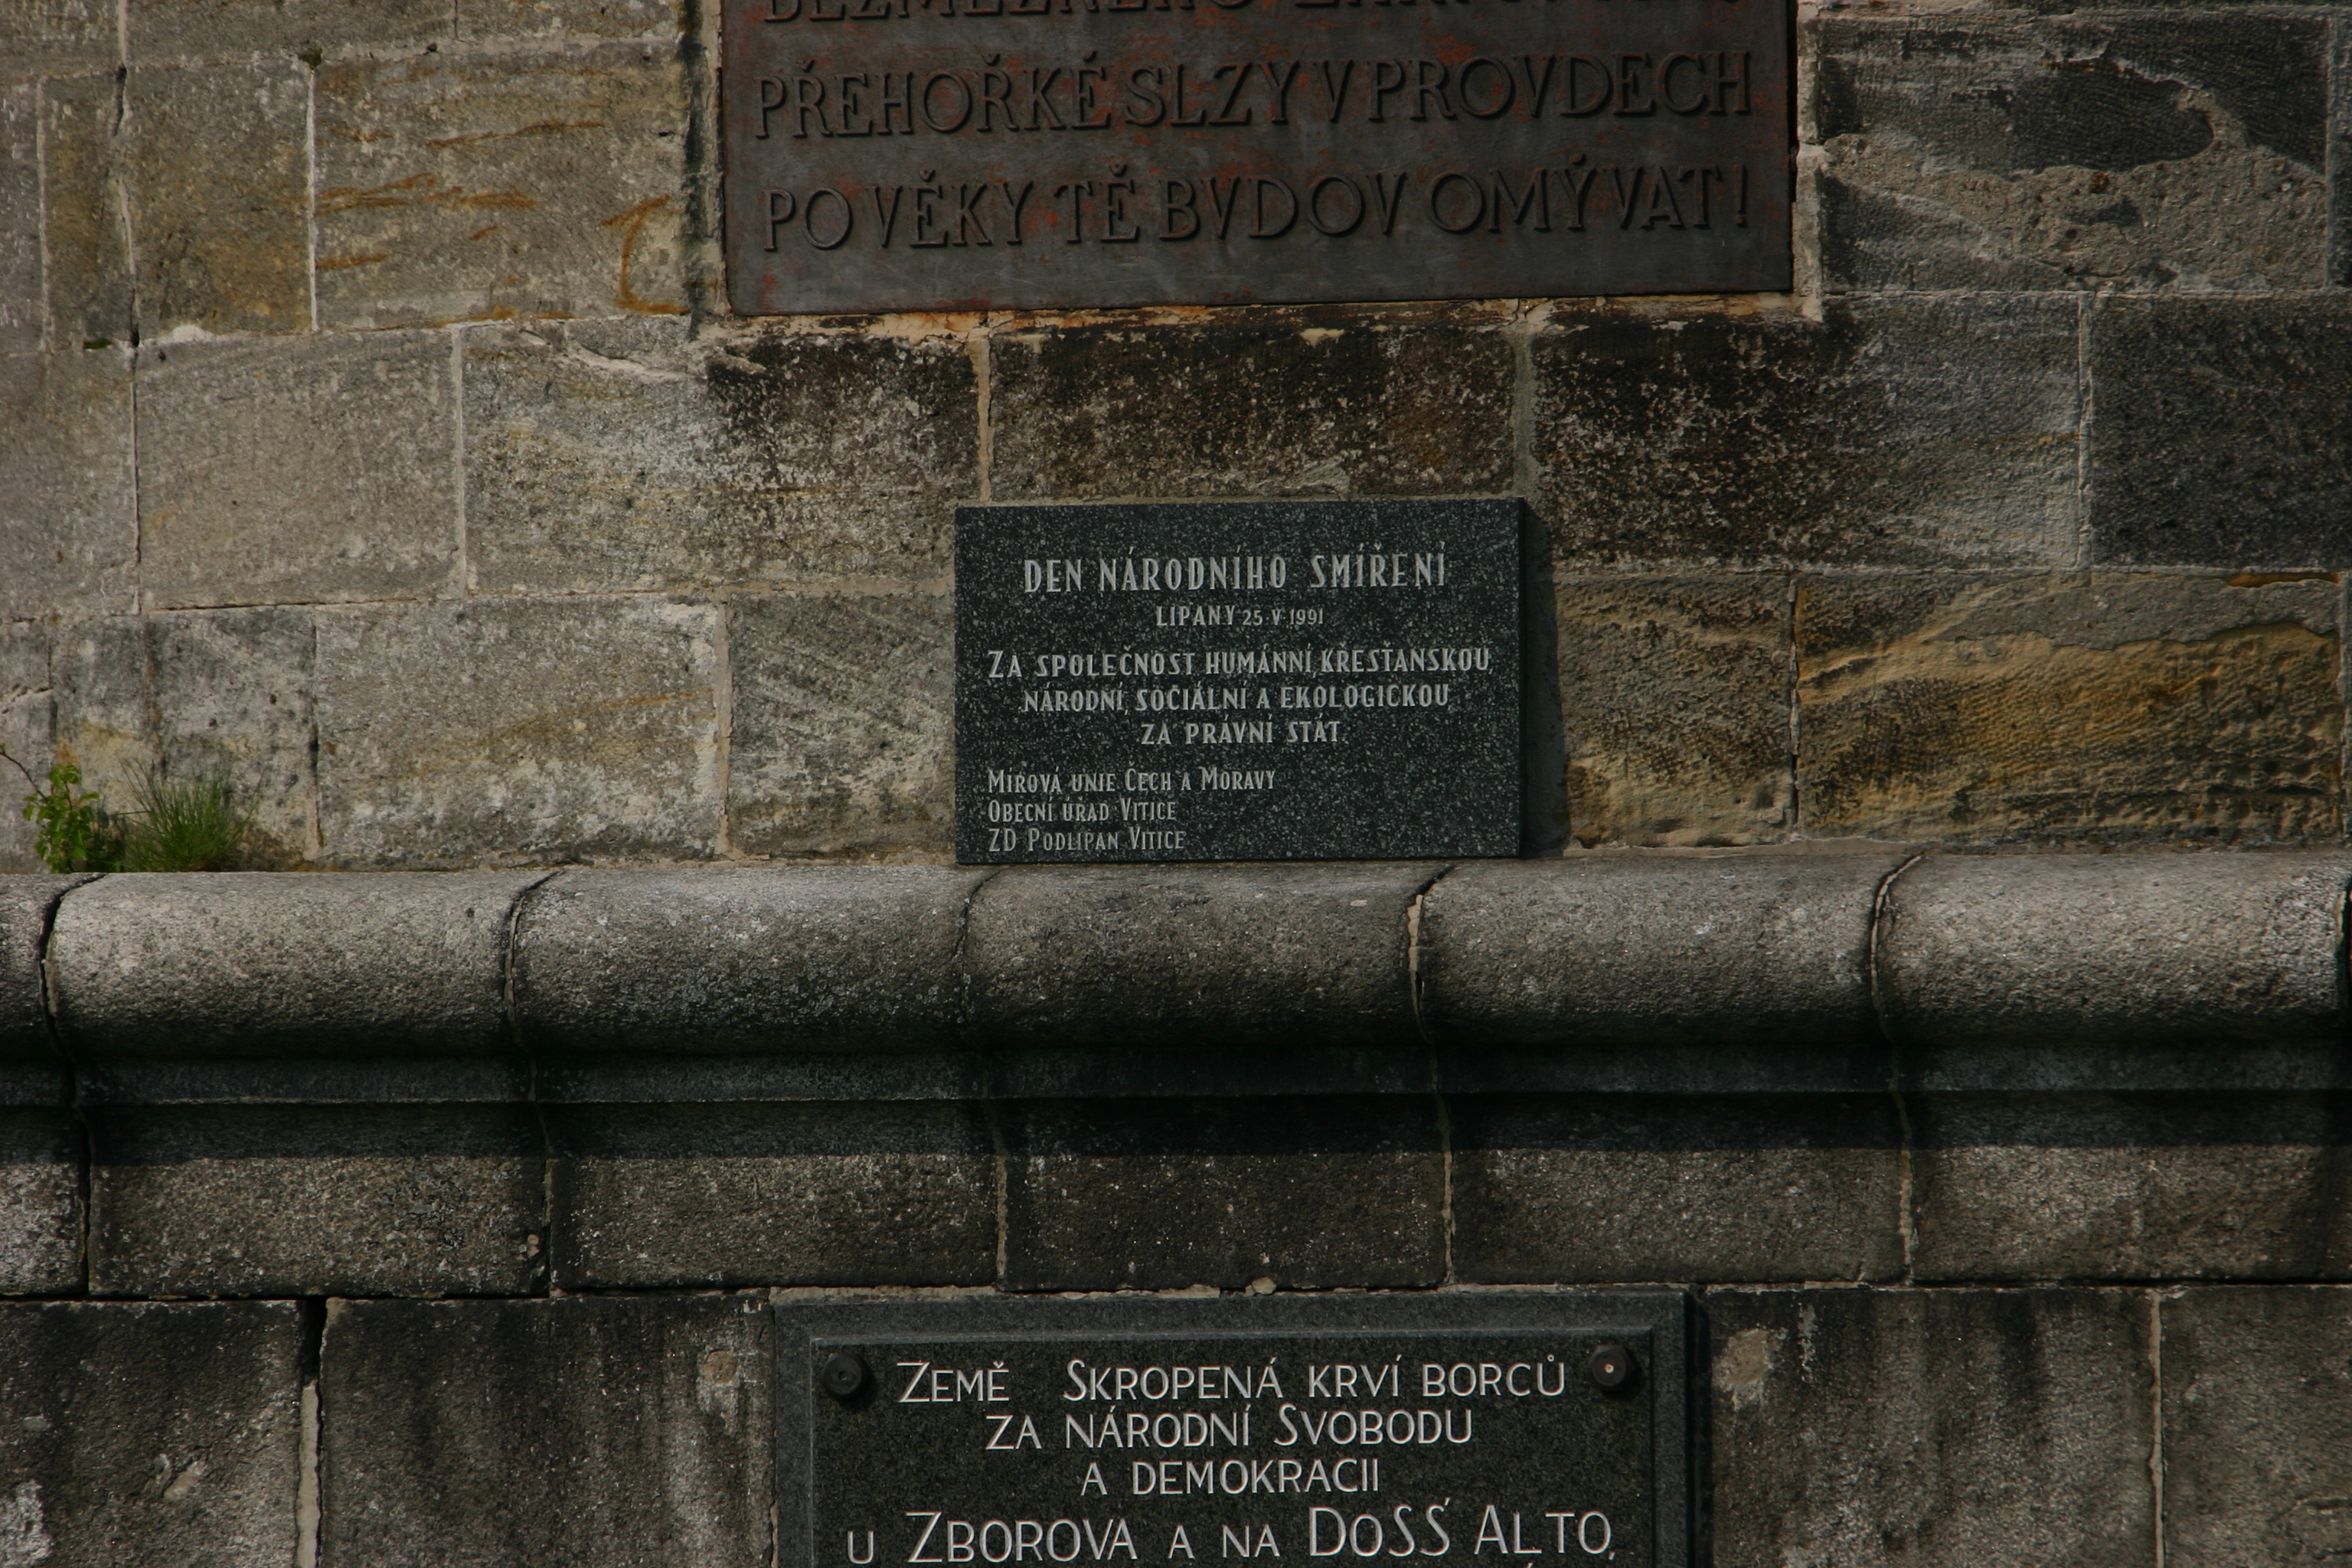 PŘEHOŘKÉ SLZY V PROVDECH
PO VĚKY TĚ BVDOV OMÝVAT!
DEN NÁRODNÍHO SMÍŘENÍ
LIPANY 25 V 1991
ZA SPOLEČNOST HUMÁNNÍ, KŘESŤANSKOU
NÁRODNÍ, SOCIÁLNÍ A EKOLOGICKOU
ZA PRÁVNÍ STÁT.
MÍROVÁ UNIE ČECH A MORAVY
OBECNÍ ÚŘAD VITICE
ZD PODLIPAN VITICE
ZEMĚ SKROPENÁ KRVÍ BORCŮ
ZA NÁRODNÍ SVOBODU
A DEMOKRACII
U ZBOROVA A NA DOSS´ ALTO,